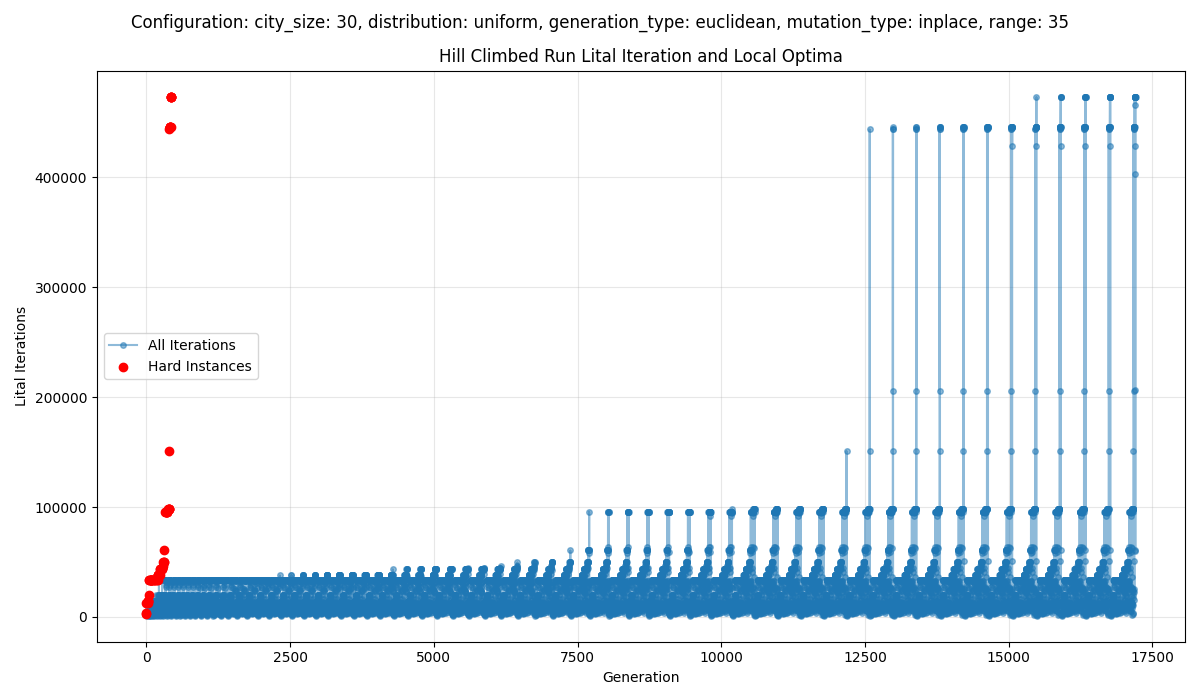 Configuration: city_size: 30, distribution: uniform, generation_type: euclidean, mutation_type: inplace, range: 35
Hill Climbed Run Lital Iteration and Local Optima
400000
300000
200000
100000
0
Lital Iterations
All Iterations
Hard Instances
0
2500
5000
7500
10000
12500
15000
17500
Generation